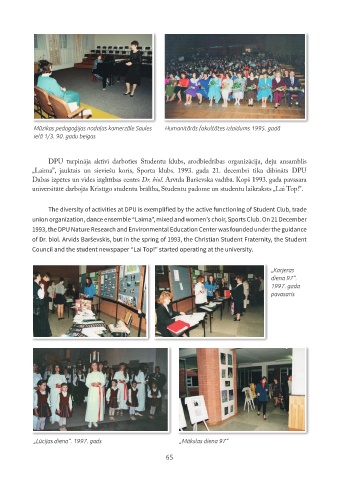 Mūzikas pedagoģijas nodaļas kamerzāle Saules
ielā 1/3. 90. gadu beigas
Humanitārās fakultātes izlaidums 1995. gadā
DPU turpināja aktīvi darboties Studentu klubs, arodbiedrības organizācija, deju ansamblis
„Laima”, jauktais un sieviešu koris, Sporta klubs. 1993. gada 21. decembrī tika dibināts DPU
Dabas izpētes un vides izglītības centrs Dr. biol. Arvīda Barševska vadībā. Kopš 1993. gada pavasara
universitātē darbojās Kristīgo studentu brālība, Studentu padome un studentu laikraksts „Lai Top!”.
The diversity of activities at DPU is exemplified by the active functioning of Student Club, trade
union organization, dance ensemble “Laima”, mixed and women’s choir, Sports Club. On 21 December
1993, the DPU Nature Research and Environmental Education Center was founded under the guidance
of Dr. biol. Arvids Barševskis, but in the spring of 1993, the Christian Student Fraternity, the Student
Council and the student newspaper “Lai Top!” started operating at the university.
„Karjeras
diena 97”.
1997. gada
pavasaris
„Lūcijas diena”. 1997. gads
„Mākslas diena 97”
65